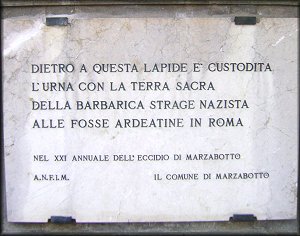 DIETRO A QUESTA LAPIDE E' CUSTODITA
L'URNA CON LA TERRA SACRA
DELLA BARBARICA STRAGE NAZISTA
ALLE FOSSE ARDEATINE IN ROMA
NEL XXI ANNUALE DELL'ECCIDIO DI MARZABOTTO
A.N.F.I.M. IL COMUNE DI MARZABOTTO